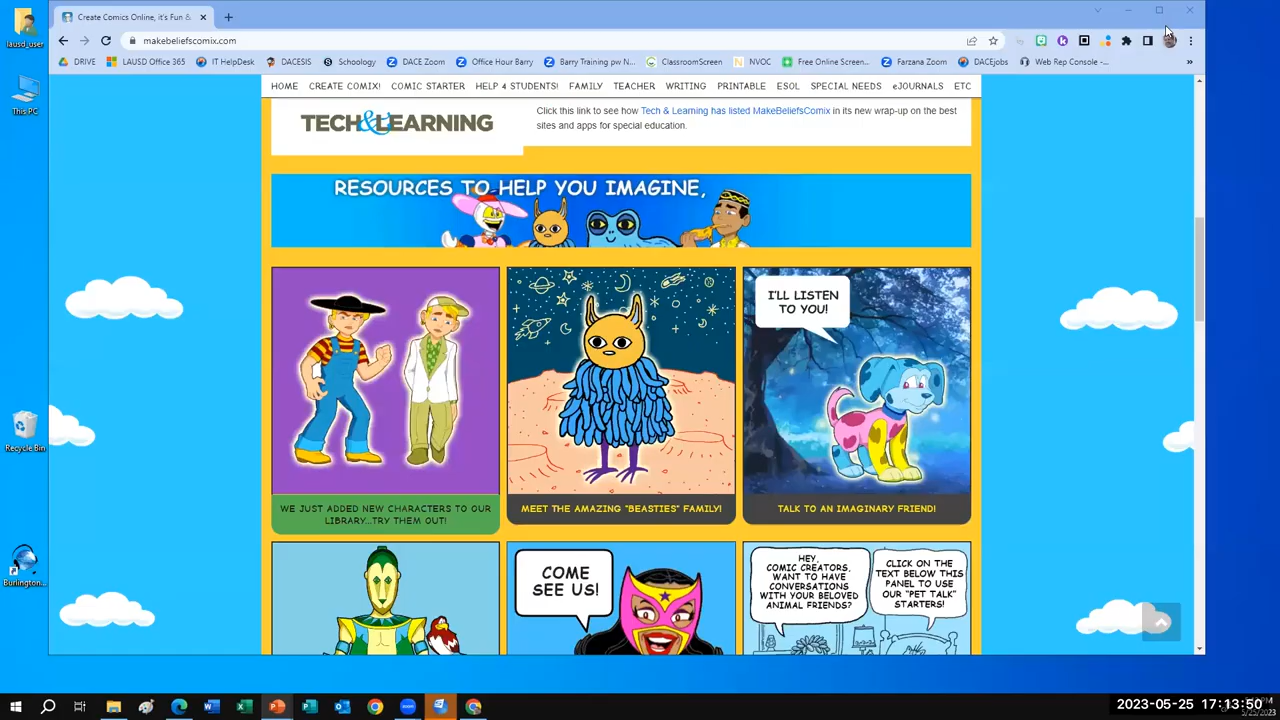 Create Comics Online, it's Fun &
makebeliefscomix.com
DRIVE LAUSD Office 365 IT HelpDesk DACESIS Schoology DACE Zoom Office Hour Barry Barry Training pw N... ClassroomScreen NVOC Free Online Screen... Farzana Zoom DACEjobs Web Rep Console -...
HOME CREATE COMIX! COMIC STARTER HELP 4 STUDENTS! FAMILY TEACHER WRITING PRINTABLE ESOL SPECIAL NEEDS eJOURNALS ETC
TECH&LEARNING
Click this link to see how Tech & Learning has listed MakeBeliefsComix in its new wrap-up on the best
sites and apps for special education.
RESOURCES TO HELP YOU IMAGINE,
I'LL LISTEN
TO YOU!
WE JUST ADDED NEW CHARACTERS TO OUR
LIBRARY...TRY THEM OUT!
MEET THE AMAZING "BEASTIES" FAMILY!
TALK TO AN IMAGINARY FRIEND!
COME
SEE US!
HEY,
COMIC CREATORS,
WANT TO HAVE
CONVERSATIONS
WITH YOUR BELOVED
ANIMAL FRIENDS?
CLICK ON THE
TEXT BELOW THIS
PANEL TO USE
OUR "PET TALK"
STARTERS!
lausd_user
This PC
Recycle Bin
Burlington...
2023-05-25 17:13:50